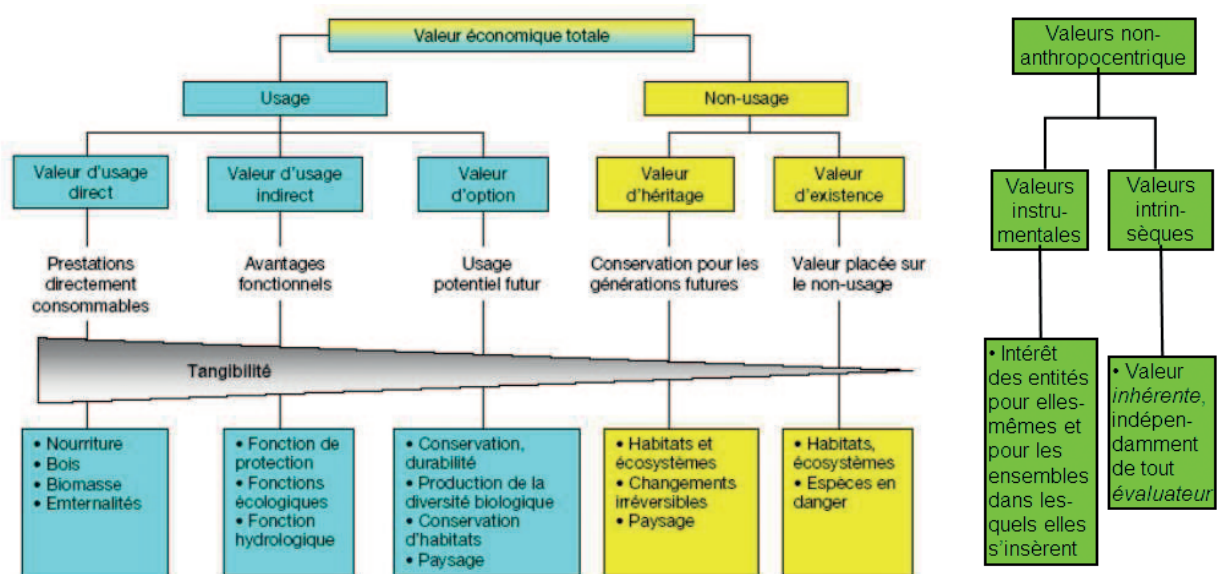 Valeur économique totale
Usage
Non-usage
Valeur d'usage
direct
Valeur d'usage
indirect
Valeur
d'option
Valeur
d'héritage
Valeur
d'existence
Prestations
directement
consommables
Avantages
fonctionnels
Usage
potentiel futur
Conservation pour les
générations futures
Valeur placée sur
le non-usage
Tangibilité
• Nourriture
• Bois
• Biomasse
• Emternalités
• Fonction de
protection
• Fonctions
écologiques
• Fonction
hydrologique
• Conservation,
durabilité
• Production de la
diversité biologique
• Conservation
d'habitats
• Paysage
• Habitats et
écosystèmes
• Changements
irréversibles
• Paysage
• Habitats,
écosystèmes
• Espèces en
danger
Valeurs non-
anthropocentrique
Valeurs
instru-
mentales
Valeurs
intrin-
sèques
• Intérêt
des entités
pour elles-
mêmes et
pour les
ensembles
dans les-
quels elles
s'insèrent
• Valeur
inhérente,
indépen-
damment
de tout
évaluateur